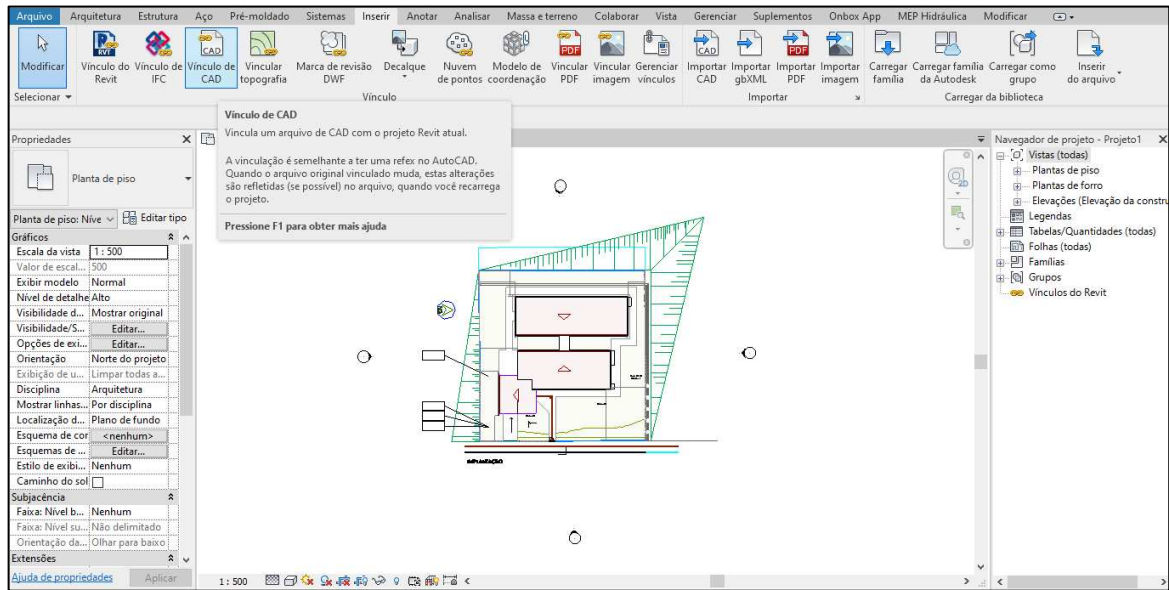 Arquivo Arquitetura Estrutura Aço Pré-moldado Sistemas Inserir Anotar Analisar Massa e terreno Colaborar Vista Gerenciar Suplementos Onbox App MEP Hidráulica Modificar
Modificar
Vínculo do Revit
Vínculo de IFC
Vínculo de CAD
Vincular topografia
Marca de revisão DWF
Decalque
Nuvem de pontos
Modelo de coordenação
Vincular PDF
Vincular imagem
Gerenciar vínculos
Importar CAD
Importar gbXML
Importar PDF
Importar imagem
Carregar família
Carregar família da Autodesk
Carregar como grupo
Inserir do arquivo
Selecionar Vínculo Importar Carregar da biblioteca
Vínculo de CAD
Vincula um arquivo de CAD com o projeto Revit atual.
A vinculação é semelhante a ter uma refex no AutoCAD.
Quando o arquivo original vinculado muda, estas alterações
são refletidas (se possível) no arquivo, quando você recarrega
o projeto.
Pressione F1 para obter mais ajuda
Propriedades
Planta de piso
Planta de piso: Níve Editar tipo
Gráficos
Escala da vista 1 : 500
Valor de escal... 500
Exibir modelo Normal
Nível de detalhe Alto
Visibilidade d... Mostrar original
Visibilidade/S... Editar...
Opções de exi... Editar...
Orientação Norte do projeto
Exibição de u... Limpar todas a...
Disciplina Arquitetura
Mostrar linhas... Por disciplina
Localização d... Plano de fundo
Esquema de cor <nenhum>
Esquemas de ... Editar...
Estilo de exibi... Nenhum
Caminho do sol
Subjacência
Faixa: Nível b... Nenhum
Faixa: Nível su... Não delimitado
Orientação da... Olhar para baixo
Extensões
Ajuda de propriedades Aplicar
IMPLANTAÇÃO
1 : 500
2D
Navegador de projeto - Projeto1
Vistas (todas)
Plantas de piso
Plantas de forro
Elevações (Elevação da constru
Legendas
Tabelas/Quantidades (todas)
Folhas (todas)
Famílias
Grupos
Vínculos do Revit